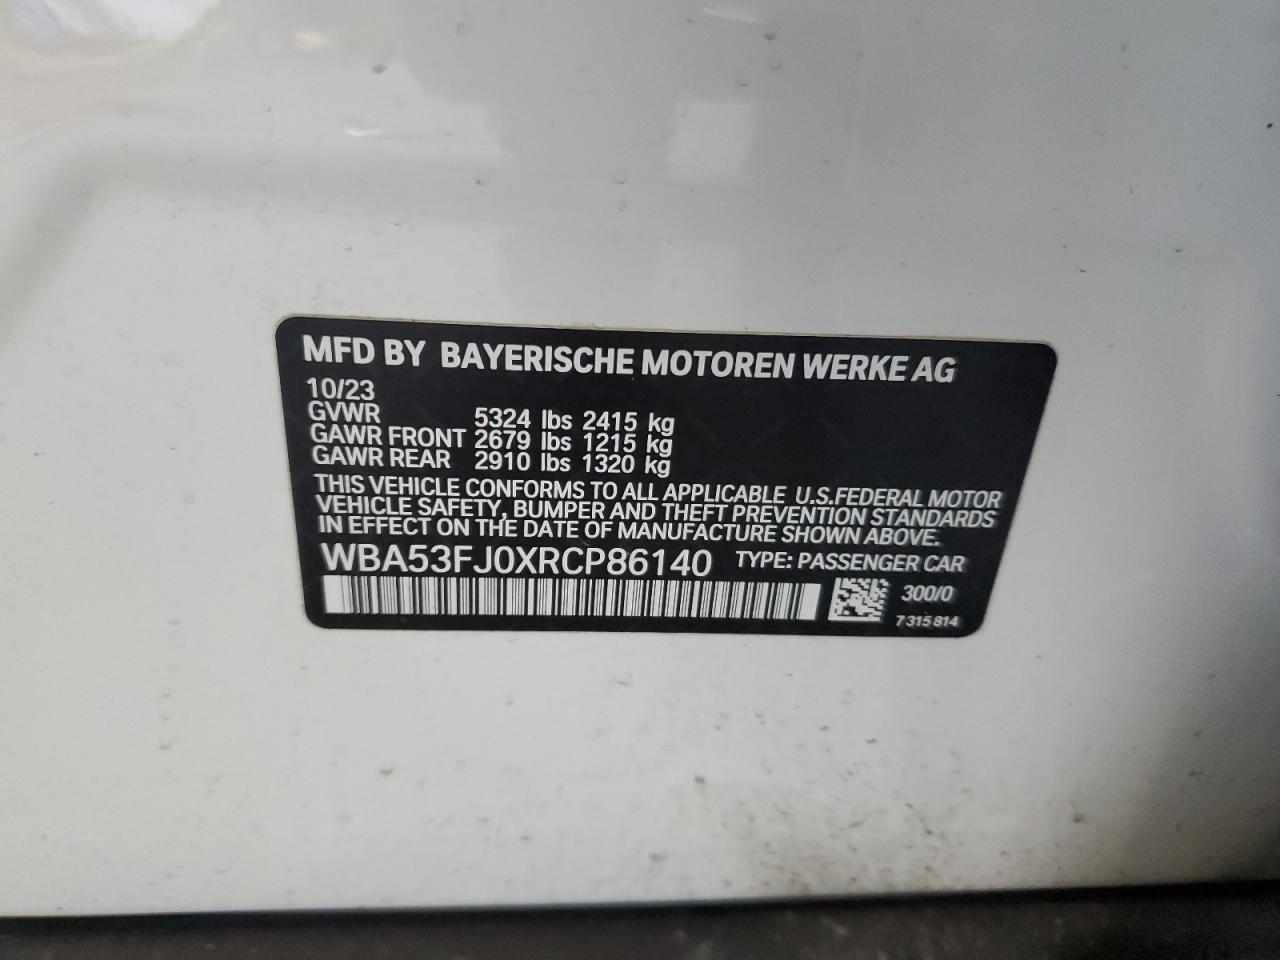 MFD BY BAYERISCHE MOTOREN WERKE AG
10/23
GVWR 5324 lbs 2415 kg
GAWR FRONT 2679 lbs 1215 kg
GAWR REAR 2910 lbs 1320 kg
THIS VEHICLE CONFORMS TO ALL APPLICABLE U.S.FEDERAL MOTOR
VEHICLE SAFETY, BUMPER AND THEFT PREVENTION STANDARDS
IN EFFECT ON THE DATE OF MANUFACTURE SHOWN ABOVE.
WBA53FJ0XRCP86140 TYPE: PASSENGER CAR
300/0
7 315 814